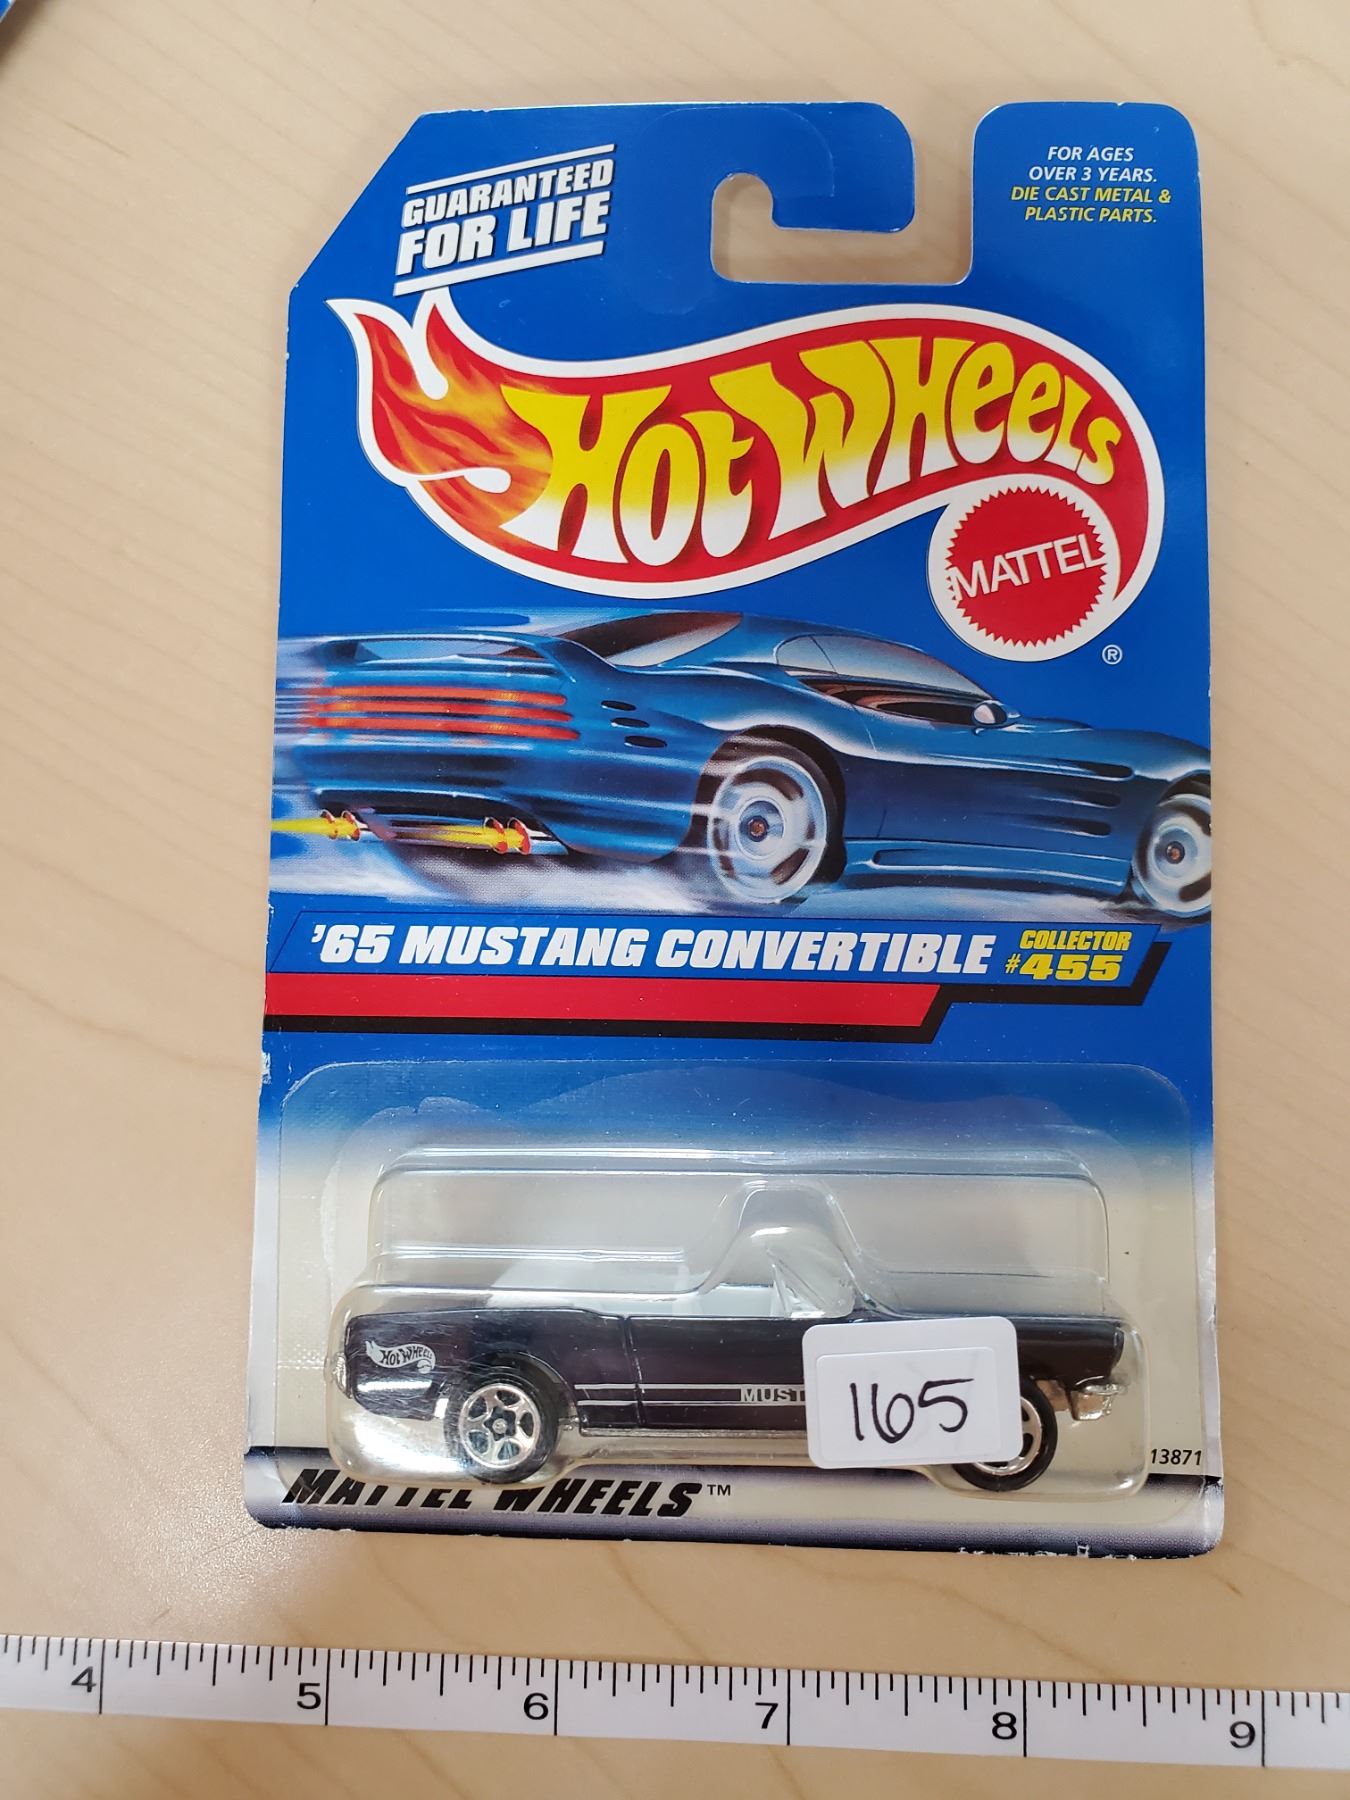 GUARANTEED
FOR LIFE
FOR AGES
OVER 3 YEARS.
DIE CAST METAL &
PLASTIC PARTS.
HOT WHEELS
MATTEL
®
'65 MUSTANG CONVERTIBLE
COLLECTOR
#455
HOT WHEELS
MUST
165
13871
MATTEL WHEELS™
4 5 6 7 8 9